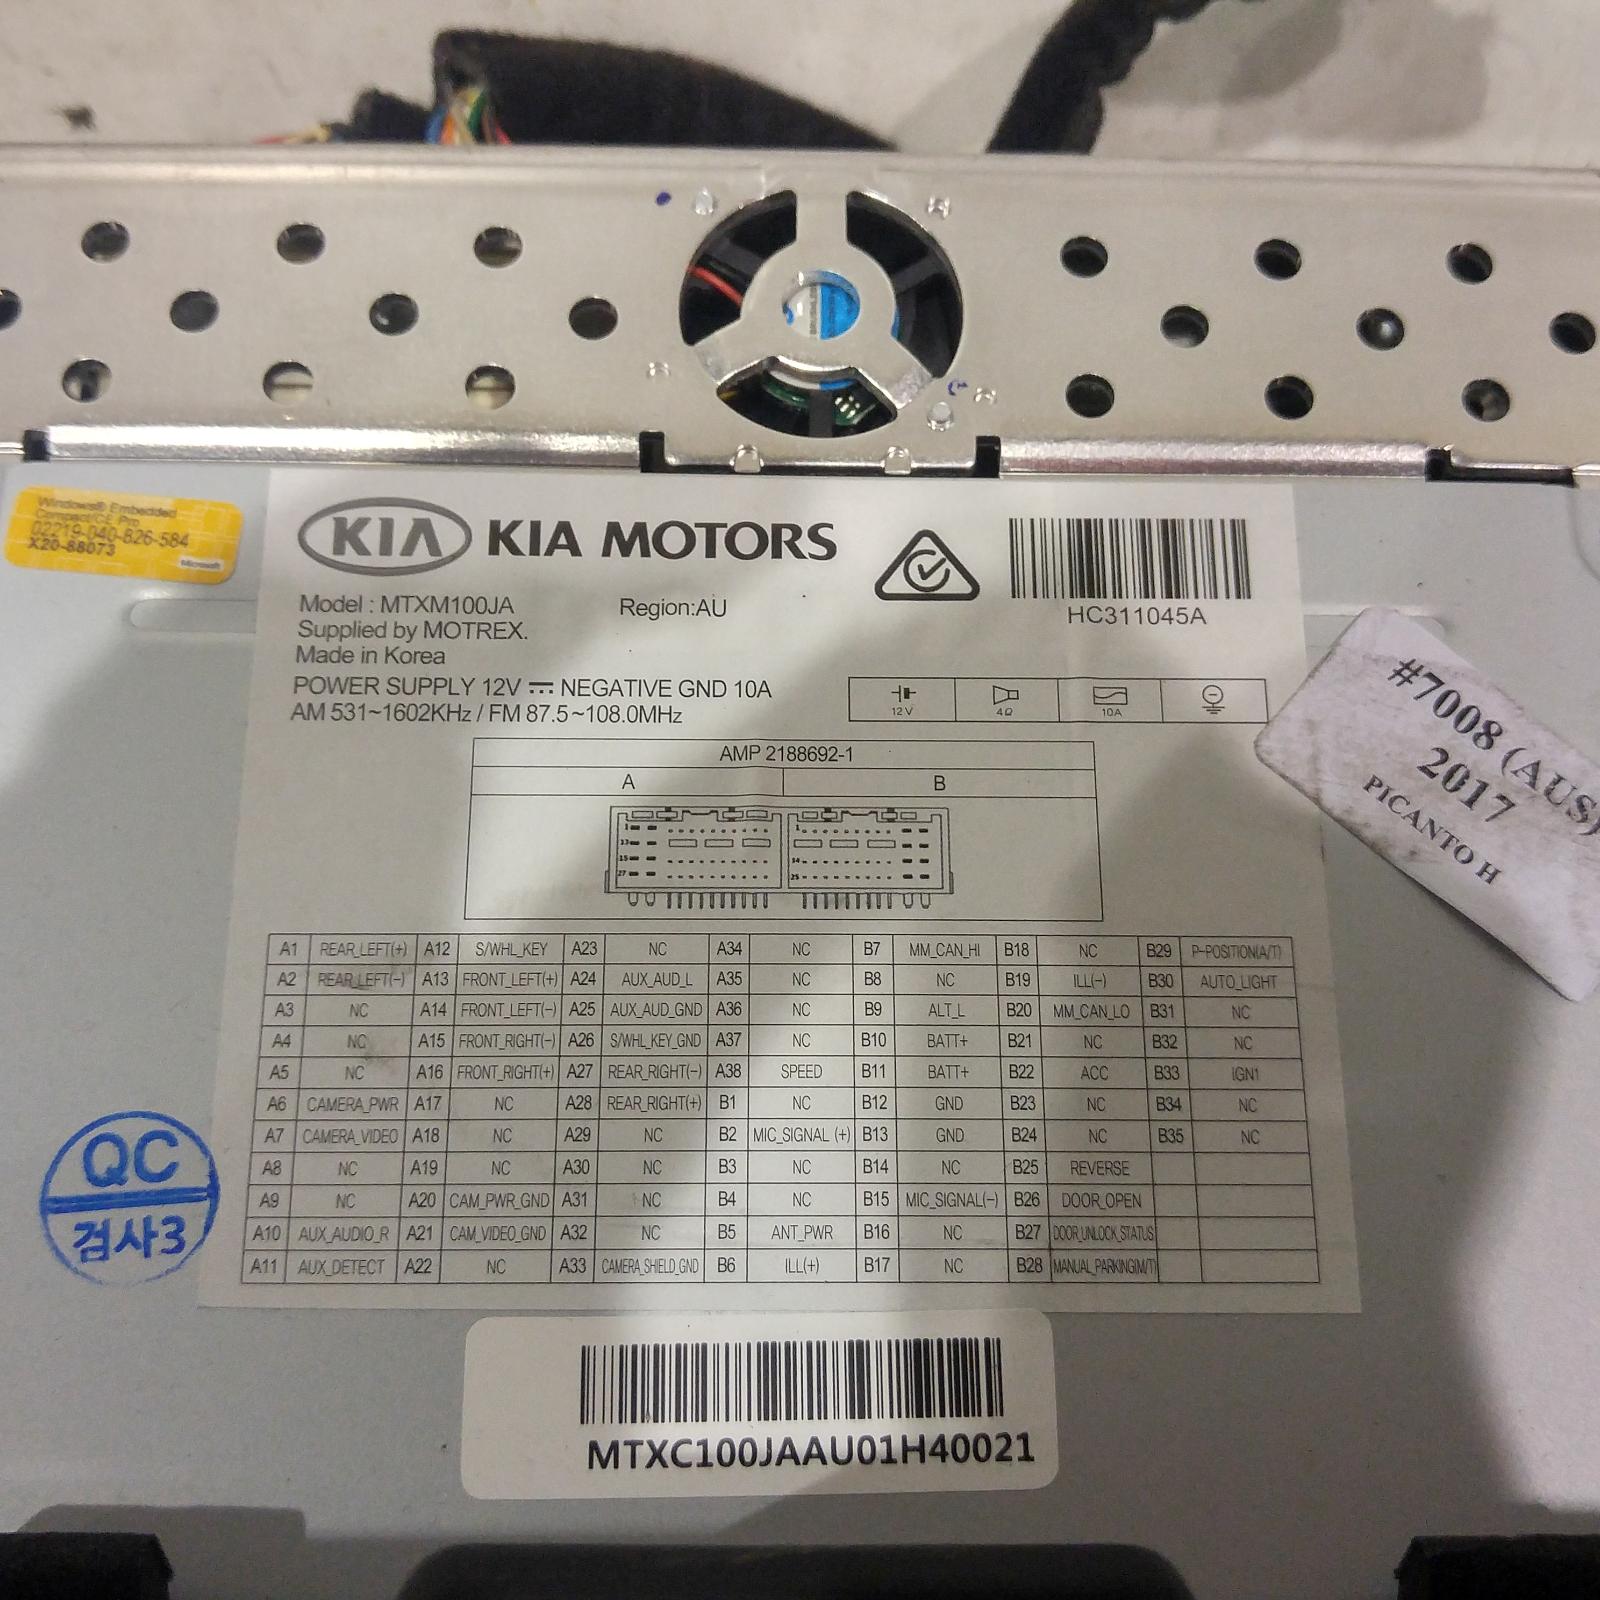 Windows® Embedded
CompactCE Pro
02219-040-826-584
X20-88073
Microsoft
KIA KIA MOTORS
Model : MTXM100JA Region:AU
Supplied by MOTREX.
Made in Korea
HC311045A
POWER SUPPLY 12V NEGATIVE GND 10A
AM 531~1602KHz / FM 87.5~108.0MHz
12V 4Ω 10A
#7008 (AUS)
2017
PICANTO H
AMP 2188692-1
A B
1 1
13
15 14
27 25
A1 REAR_LEFT(+) A12 S/WHL_KEY A23 NC A34 NC B7 MM_CAN_HI B18 NC B29 P-POSITION(A/T)
A2 REAR_LEFT(-) A13 FRONT_LEFT(+) A24 AUX_AUD_L A35 NC B8 NC B19 ILL(-) B30 AUTO_LIGHT
A3 NC A14 FRONT_LEFT(-) A25 AUX_AUD_GND A36 NC B9 ALT_L B20 MM_CAN_LO B31 NC
A4 NC A15 FRONT_RIGHT(-) A26 S/WHL_KEY_GND A37 NC B10 BATT+ B21 NC B32 NC
A5 NC A16 FRONT_RIGHT(+) A27 REAR_RIGHT(-) A38 SPEED B11 BATT+ B22 ACC B33 IGN1
A6 CAMERA_PWR A17 NC A28 REAR_RIGHT(+) B1 NC B12 GND B23 NC B34 NC
A7 CAMERA_VIDEO A18 NC A29 NC B2 MIC_SIGNAL (+) B13 GND B24 NC B35 NC
A8 NC A19 NC A30 NC B3 NC B14 NC B25 REVERSE
A9 NC A20 CAM_PWR_GND A31 NC B4 NC B15 MIC_SIGNAL(-) B26 DOOR_OPEN
A10 AUX_AUDIO_R A21 CAM_VIDEO_GND A32 NC B5 ANT_PWR B16 NC B27 DOOR_UNLOCK_STATUS
A11 AUX_DETECT A22 NC A33 CAMERA_SHIELD_GND B6 ILL(+) B17 NC B28 MANUAL_PARKING(M/T)
QC
검사3
MTXC100JAAU01H40021